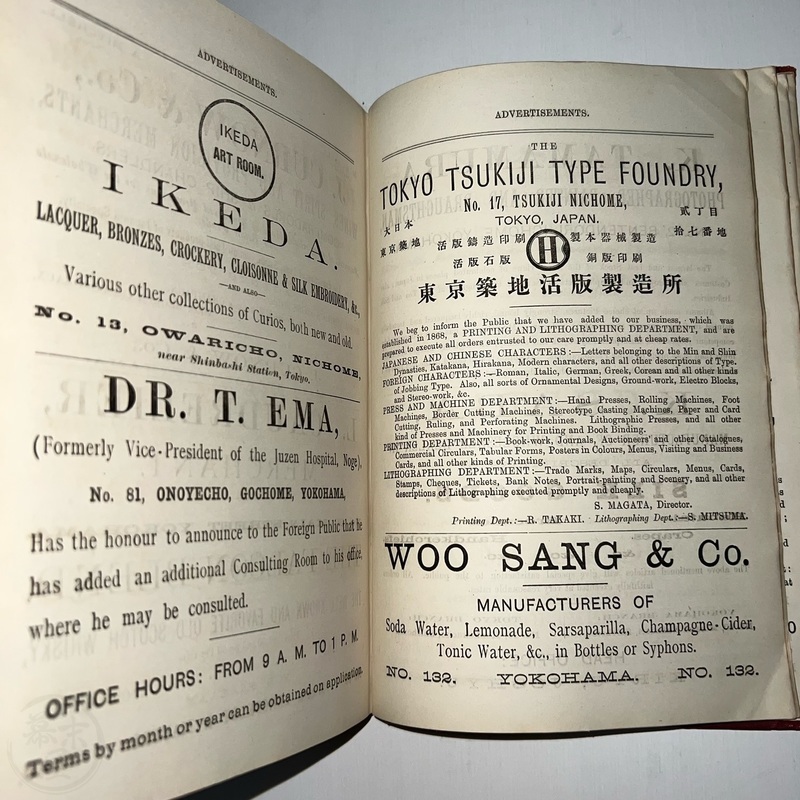 ADVERTISEMENTS.
IKEDA
ART ROOM.
IKEDA.
LACQUER, BRONZES, CROCKERY, CLOISONNE & SILK EMBROIDERY, &c.,
—AND ALSO—
Various other collections of Curios, both new and old.
No. 13, OWARICHO, NICHOME,
near Shinbashi Station, Tokyo.
DR. T. EMA,
(Formerly Vice-President of the Juzen Hospital, Noge).
No. 81, ONOYECHO, GOCHOME, YOKOHAMA,
Has the honour to announce to the Foreign Public that he
has added an additional Consulting Room to his office,
where he may be consulted.
OFFICE HOURS: FROM 9 A. M. TO 1 P. M.
Terms by month or year can be obtained on application.
ADVERTISEMENTS.
THE
TOKYO TSUKIJI TYPE FOUNDRY,
No. 17, TSUKIJI NICHOME,
TOKYO, JAPAN.
大日本
東京築地
活版鑄造印刷
活版石版
H
製本器械製造
銅版印刷
貳丁目
拾七番地
東京築地活版製造所
We beg to inform the Public that we have added to our business, which was
established in 1868, a PRINTING AND LITHOGRAPHING DEPARTMENT, and are
prepared to execute all orders entrusted to our care promptly and at cheap rates.
JAPANESE AND CHINESE CHARACTERS:—Letters belonging to the Min and Shin
Dynasties, Katakana, Hirakana, Modern characters, and all other descriptions of Type.
FOREIGN CHARACTERS:—Roman, Italic, German, Greek, Corean and all other kinds
of Jobbing Type. Also, all sorts of Ornamental Designs, Ground-work, Electro Blocks,
and Stereo-work, &c.
PRESS AND MACHINE DEPARTMENT:—Hand Presses, Rolling Machines, Foot
Machines, Border Cutting Machines, Stereotype Casting Machines, Paper and Card
Cutting, Ruling, and Perforating Machines. Lithographic Presses, and all other
kind of Presses and Machinery for Printing and Book Binding.
PRINTING DEPARTMENT:—Book-work, Journals, Auctioneers' and other Catalogues,
Commercial Circulars, Tabular Forms, Posters in Colours, Menus, Visiting and Business
Cards, and all other kinds of Printing.
LITHOGRAPHING DEPARTMENT:—Trade Marks, Maps, Circulars, Menus, Cards,
Stamps, Cheques, Tickets, Bank Notes, Portrait-painting and Scenery, and all other
descriptions of Lithography executed promptly and cheaply.
S. MAGATA, Director.
Printing Dept.:—R. TAKAKI. Lithographing Dept.:—S. MITSUMA.
WOO SANG & Co.
MANUFACTURERS OF
Soda Water, Lemonade, Sarsaparilla, Champagne-Cider,
Tonic Water, &c., in Bottles or Syphons.
NO. 132. YOKOHAMA. NO. 132.